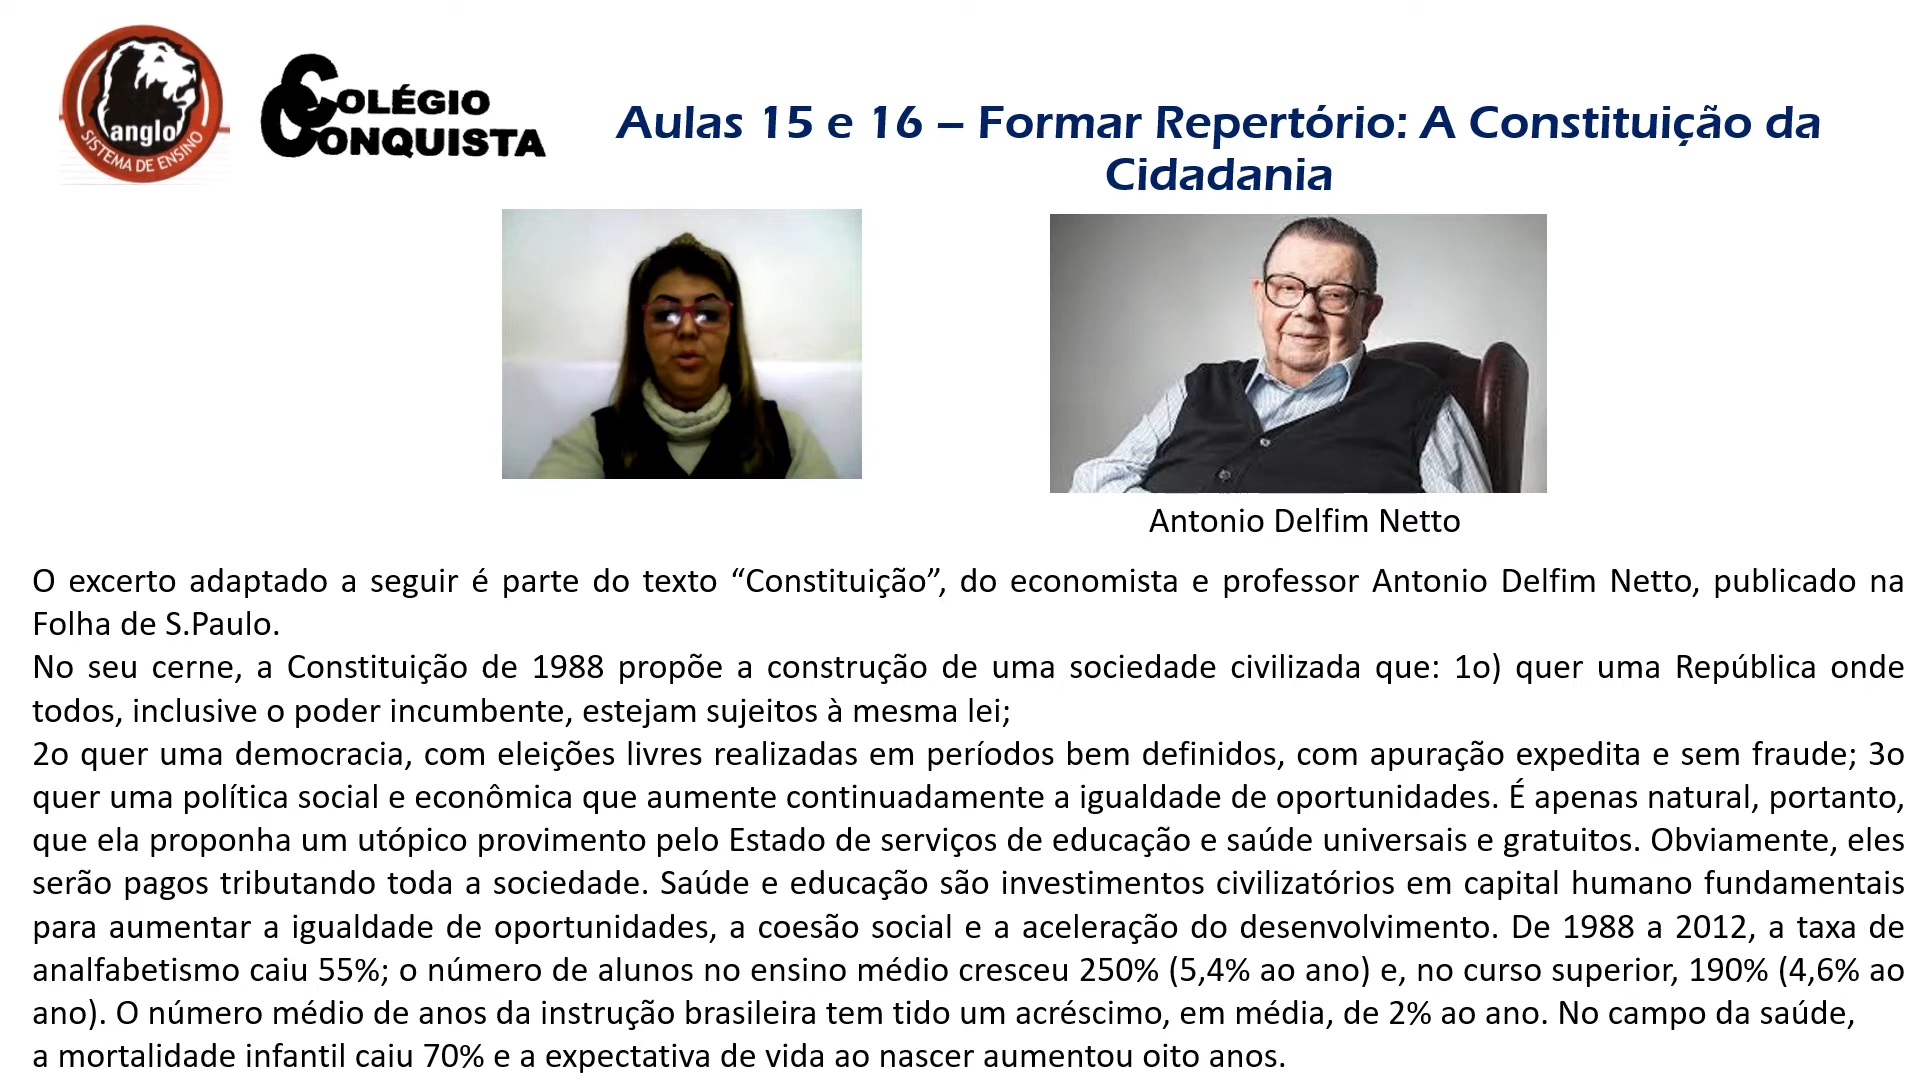 anglo
SISTEMA DE ENSINO
COLÉGIO
CONQUISTA
Aulas 15 e 16 – Formar Repertório: A Constituição da
Cidadania
Antonio Delfim Netto
O excerto adaptado a seguir é parte do texto “Constituição”, do economista e professor Antonio Delfim Netto, publicado na
Folha de S.Paulo.
No seu cerne, a Constituição de 1988 propõe a construção de uma sociedade civilizada que: 1o) quer uma República onde
todos, inclusive o poder incumbente, estejam sujeitos à mesma lei;
2o quer uma democracia, com eleições livres realizadas em períodos bem definidos, com apuração expedita e sem fraude; 3o
quer uma política social e econômica que aumente continuadamente a igualdade de oportunidades. É apenas natural, portanto,
que ela proponha um utópico provimento pelo Estado de serviços de educação e saúde universais e gratuitos. Obviamente, eles
serão pagos tributando toda a sociedade. Saúde e educação são investimentos civilizatórios em capital humano fundamentais
para aumentar a igualdade de oportunidades, a coesão social e a aceleração do desenvolvimento. De 1988 a 2012, a taxa de
analfabetismo caiu 55%; o número de alunos no ensino médio cresceu 250% (5,4% ao ano) e, no curso superior, 190% (4,6% ao
ano). O número médio de anos da instrução brasileira tem tido um acréscimo, em média, de 2% ao ano. No campo da saúde,
a mortalidade infantil caiu 70% e a expectativa de vida ao nascer aumentou oito anos.